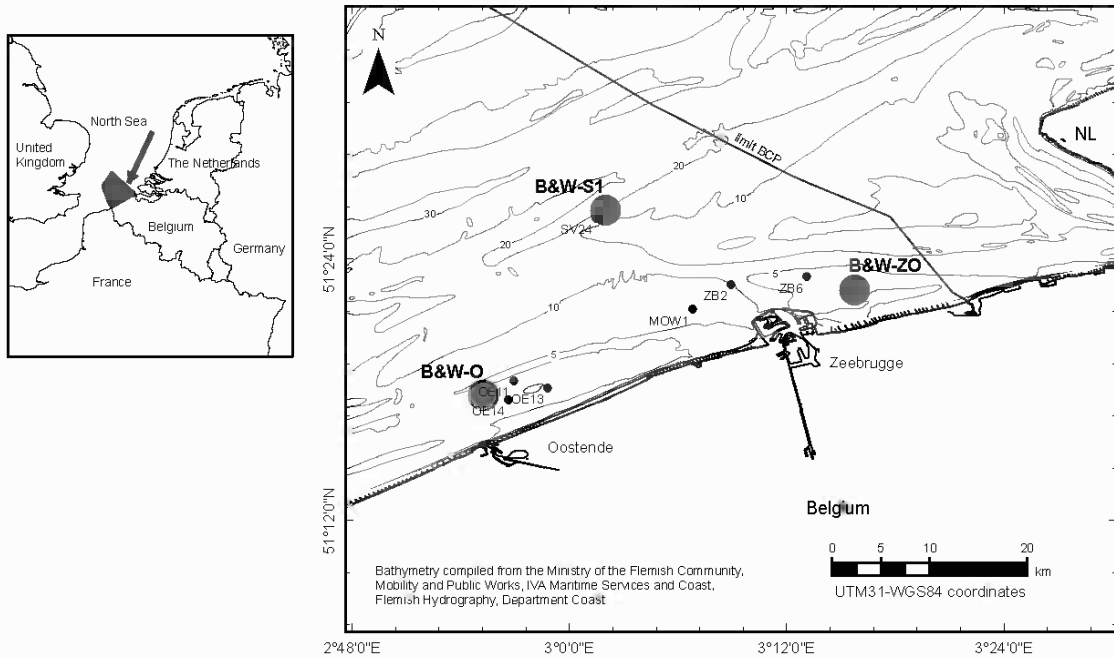 North Sea
United
Kingdom
The Netherlands
Belgium
Germany
France
N
NL
limit BCP
20
B&W-S1
10
30
SV24
20
51°24'0"N
B&W-ZO
5
ZB6
ZB2
10
MOW1
5
Zeebrugge
B&W-O
OE11
OE13
OE14
Oostende
51°12'0"N
Belgium
0 5 10 20
km
UTM31-WGS84 coordinates
Bathymetry compiled from the Ministry of the Flemish Community,
Mobility and Public Works, IVA Maritime Services and Coast,
Flemish Hydrography, Department Coast
2°48'0"E 3°0'0"E 3°12'0"E 3°24'0"E